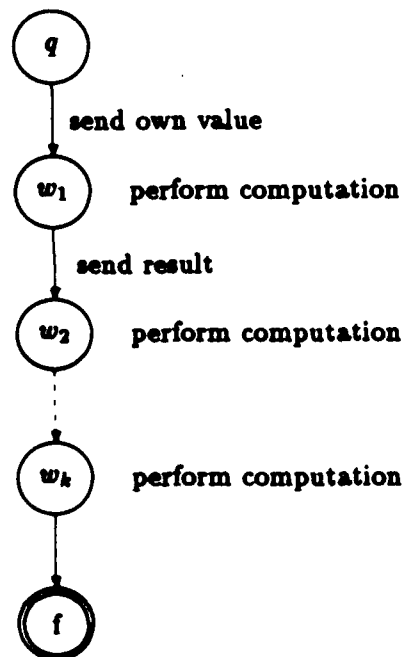 q
send own value
w₁ perform computation
send result
w₂ perform computation
wₖ perform computation
f